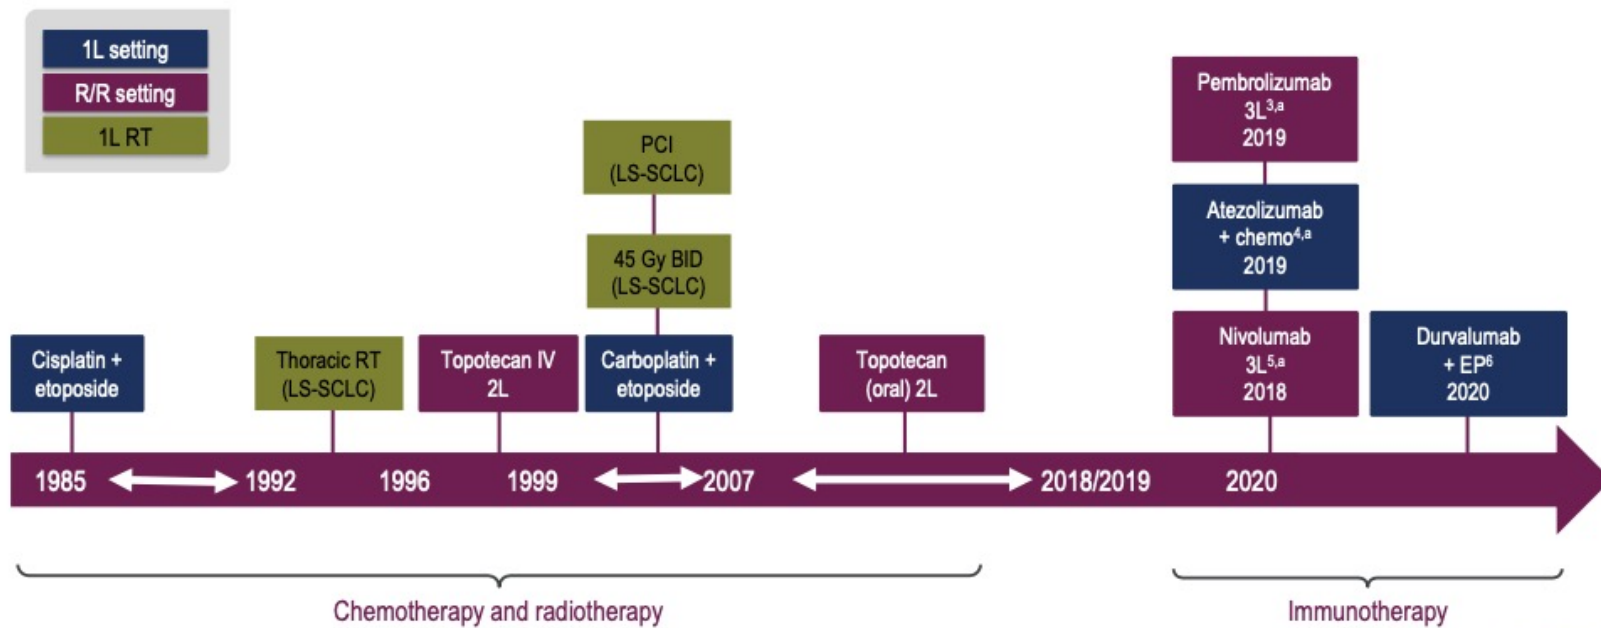 1L setting
R/R setting
1L RT
Pembrolizumab
3L3,a
2019
PCI
(LS-SCLC)
Atezolizumab
+ chemo4,a
2019
45 Gy BID
(LS-SCLC)
Cisplatin +
etoposide
Thoracic RT
(LS-SCLC)
Topotecan IV
2L
Carboplatin +
etoposide
Topotecan
(oral) 2L
Nivolumab
3L5,a
2018
Durvalumab
+ EP6
2020
1985 1992 1996 1999 2007 2018/2019 2020
Chemotherapy and radiotherapy
Immunotherapy